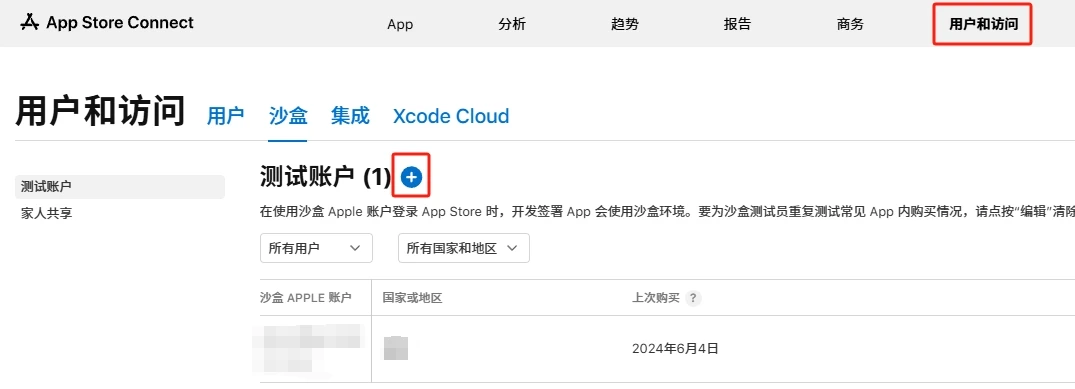 App Store Connect App 分析 趋势 报告 商务 用户和访问
用户和访问 用户 沙盒 集成 Xcode Cloud
测试账户
家人共享
测试账户 (1)
在使用沙盒 Apple 账户登录 App Store 时，开发签署 App 会使用沙盒环境。要为沙盒测试员重复测试常见 App 内购买情况，请点按“编辑”清除
所有用户 所有国家和地区
沙盒 APPLE 账户 国家或地区 上次购买 ?
2024年6月4日